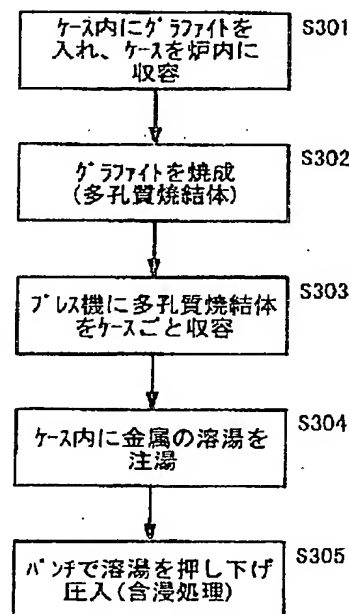 ケース内にグラファイトを
入れ、ケースを炉内に
収容
S301
グラファイトを焼成
(多孔質焼結体)
S302
プレス機に多孔質焼結体
をケースごと収容
S303
ケース内に金属の溶湯を
注湯
S304
パンチで溶湯を押し下げ
圧入(含浸処理)
S305